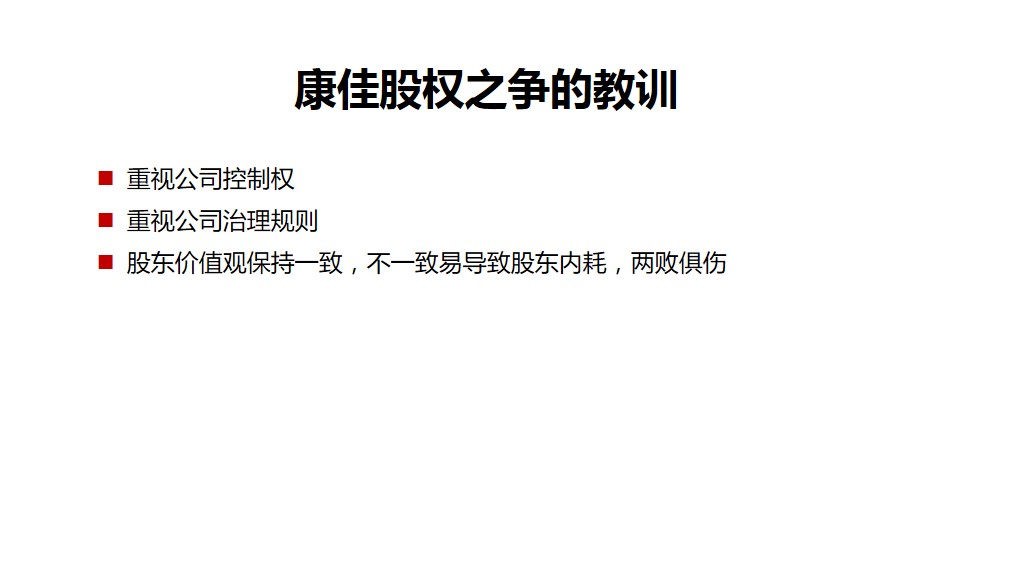 康佳股权之争的教训
■ 重视公司控制权
■ 重视公司治理规则
■ 股东价值观保持一致，不一致易导致股东内耗，两败俱伤